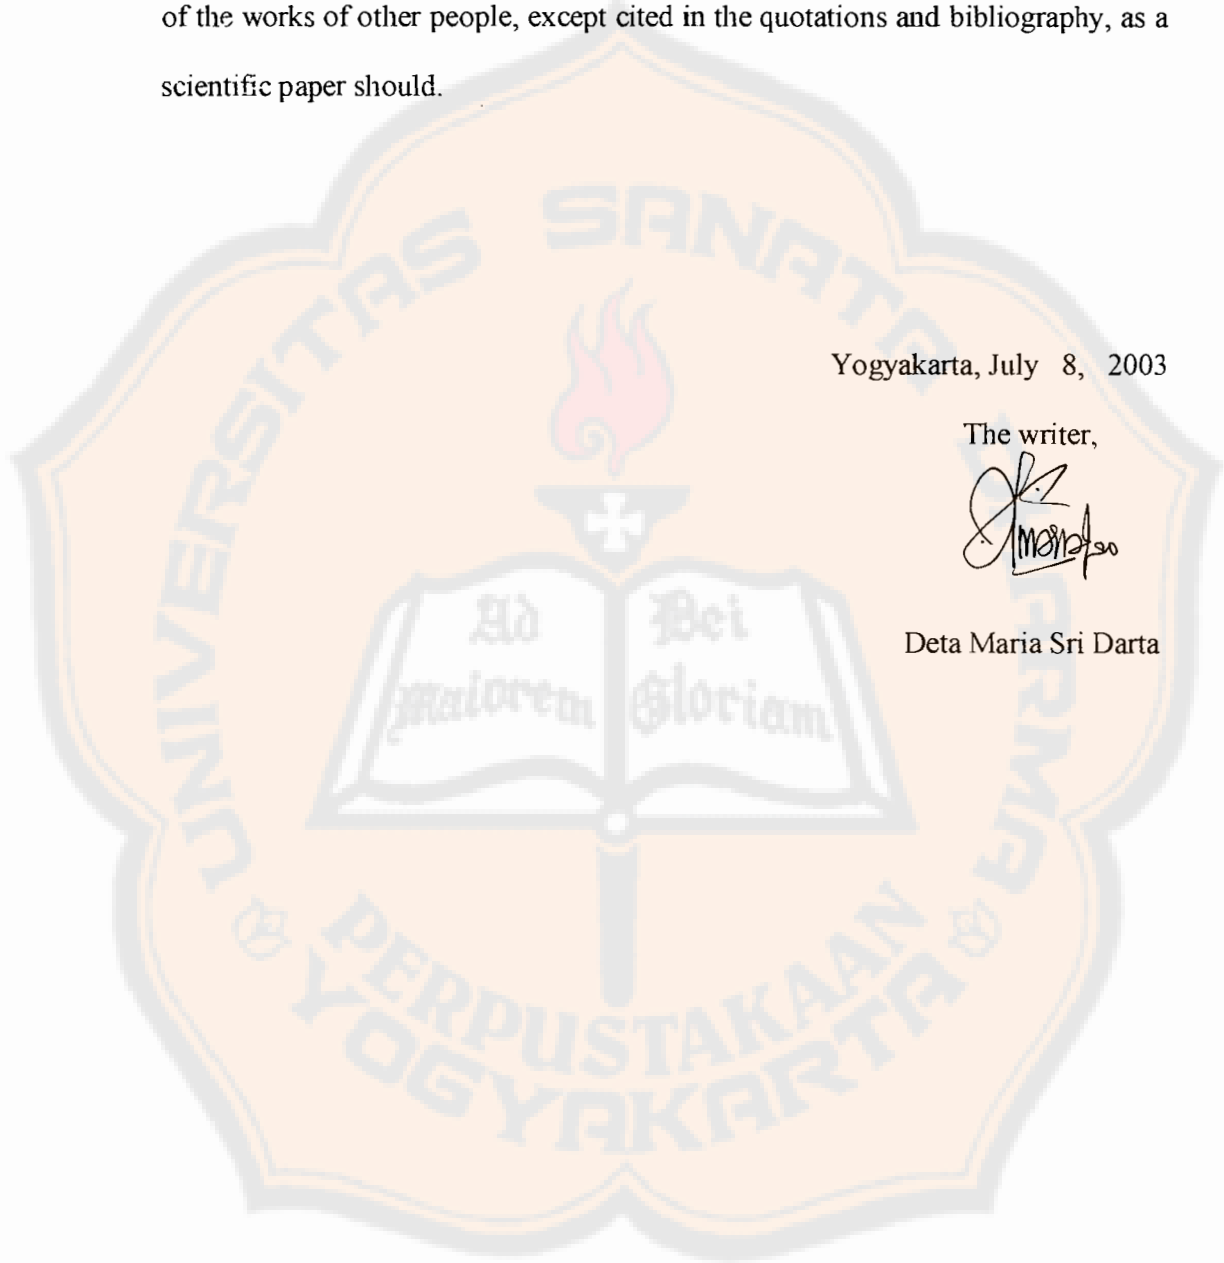 of the works of other people, except cited in the quotations and bibliography, as a
scientific paper should.
UNIVERSITAS SANATA DHARMA
Yogyakarta, July 8, 2003
The writer,
Deta Maria Sri Darta
Ad Dei
Maiorem Gloriam
PERPUSTAKAAN
YOGYAKARTA